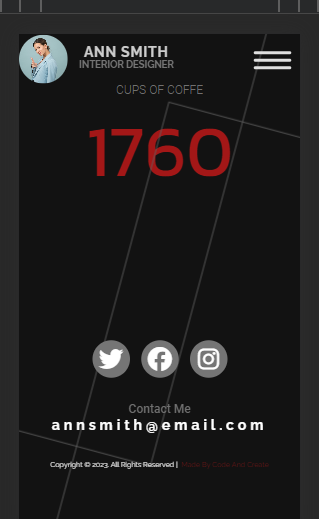 ANN SMITH
INTERIOR DESIGNER
CUPS OF COFFE
1760
Contact Me
annsmith@email.com
Copyright © 2023. All Rights Reserved | Made By Code And Create